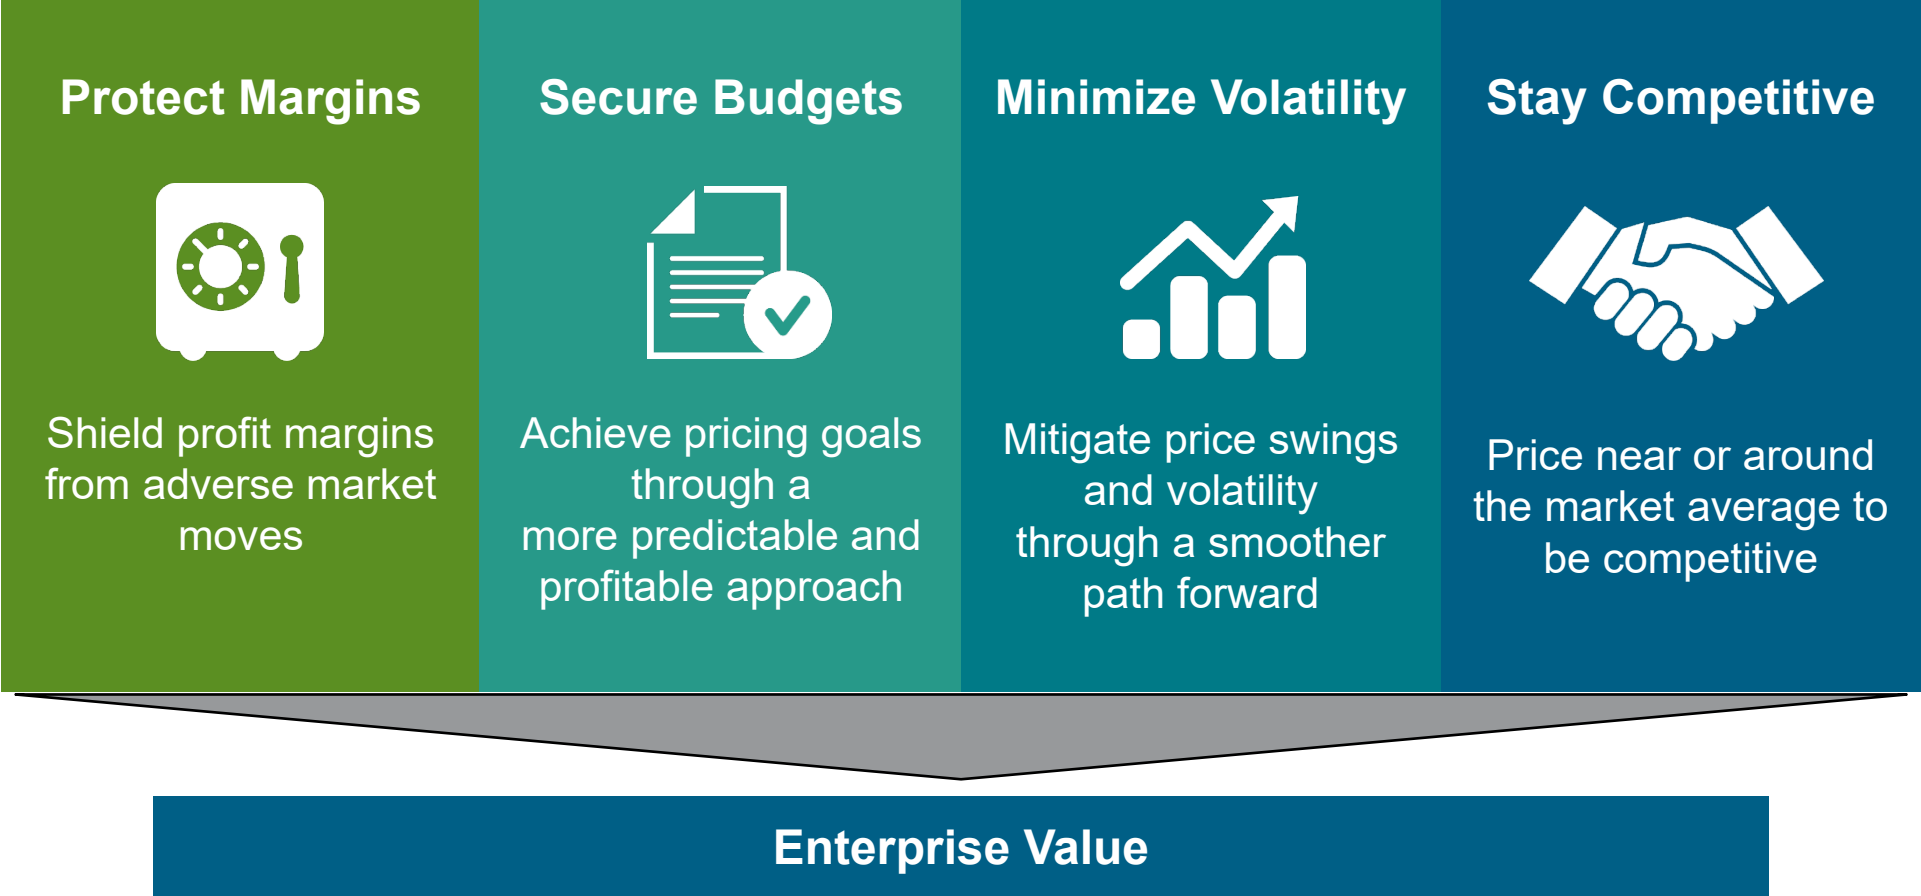 Protect Margins
Shield profit margins
from adverse market
moves
Secure Budgets
Achieve pricing goals
through a
more predictable and
profitable approach
Minimize Volatility
Mitigate price swings
and volatility
through a smoother
path forward
Stay Competitive
Price near or around
the market average to
be competitive
Enterprise Value